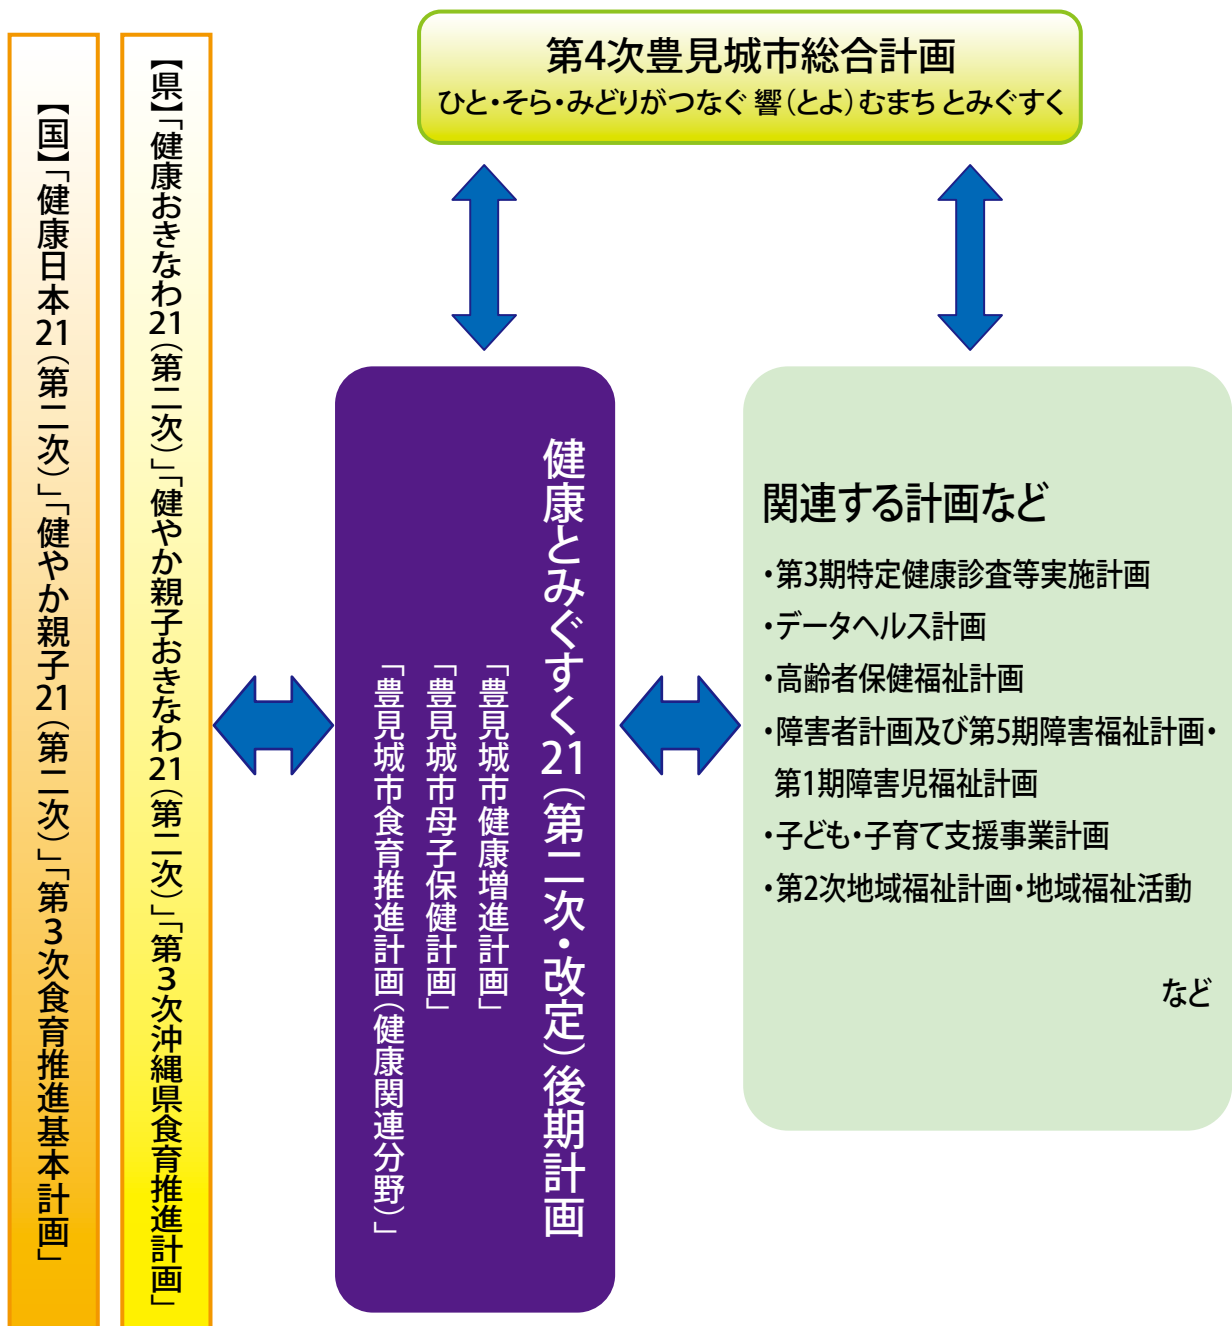 第4次豊見城市総合計画
ひと・そら・みどりがつなぐ 響（とよ）むまち とみぐすく
【県】「健康おきなわ21（第二次）」「健やか親子おきなわ21（第二次）」「第3次沖縄県食育推進計画」
【国】「健康日本21（第二次）」「健やか親子21（第二次）」「第3次食育推進基本計画」
健康とみぐすく21（第二次・改定）後期計画
「豊見城市健康増進計画」
「豊見城市母子保健計画」
「豊見城市食育推進計画（健康関連分野）」
関連する計画など
・第3期特定健康診査等実施計画
・データヘルス計画
・高齢者保健福祉計画
・障害者計画及び第5期障害福祉計画・
第1期障害児福祉計画
・子ども・子育て支援事業計画
・第2次地域福祉計画・地域福祉活動
など